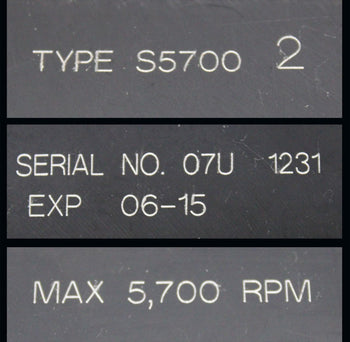 TYPE S5700 2
SERIAL NO. 07U 1231
EXP 06-15
MAX 5,700 RPM